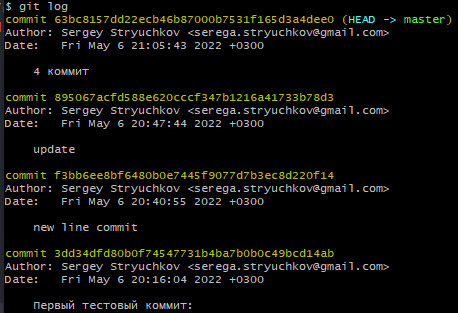 $ git log
commit 63bc8157dd22ecb46b87000b7531f165d3a4dee0 (HEAD -> master)
Author: Sergey Stryuchkov <serega.stryuchkov@gmail.com>
Date:   Fri May 6 21:05:43 2022 +0300
4 коммит
commit 895067acfd588e620cccf347b1216a41733b78d3
Author: Sergey Stryuchkov <serega.stryuchkov@gmail.com>
Date:   Fri May 6 20:47:44 2022 +0300
update
commit f3bb6ee8bf6480b0e7445f9077d7b3ec8d220f14
Author: Sergey Stryuchkov <serega.stryuchkov@gmail.com>
Date:   Fri May 6 20:40:55 2022 +0300
new line commit
commit 3dd34dfd80b0f74547731b4ba7b0b0c49bcd14ab
Author: Sergey Stryuchkov <serega.stryuchkov@gmail.com>
Date:   Fri May 6 20:16:04 2022 +0300
Первый тестовый коммит: